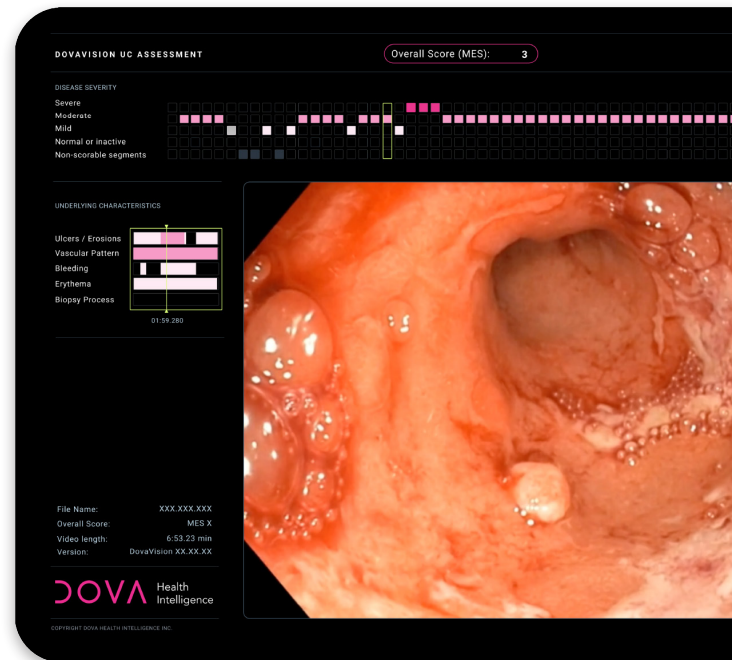 DOVAVISION UC ASSESSMENT
Overall Score (MES): 3
DISEASE SEVERITY
Severe
Moderate
Mild
Normal or inactive
Non-scorable segments
UNDERLYING CHARACTERISTICS
Ulcers / Erosions
Vascular Pattern
Bleeding
Erythema
Biopsy Process
01:59.280
File Name: XXX.XXX.XXX
Overall Score: MES X
Video length: 6:53.23 min
Version: DovaVision XX.XX.XX
DOVA Health
Intelligence
COPYRIGHT DOVA HEALTH INTELLIGENCE INC.